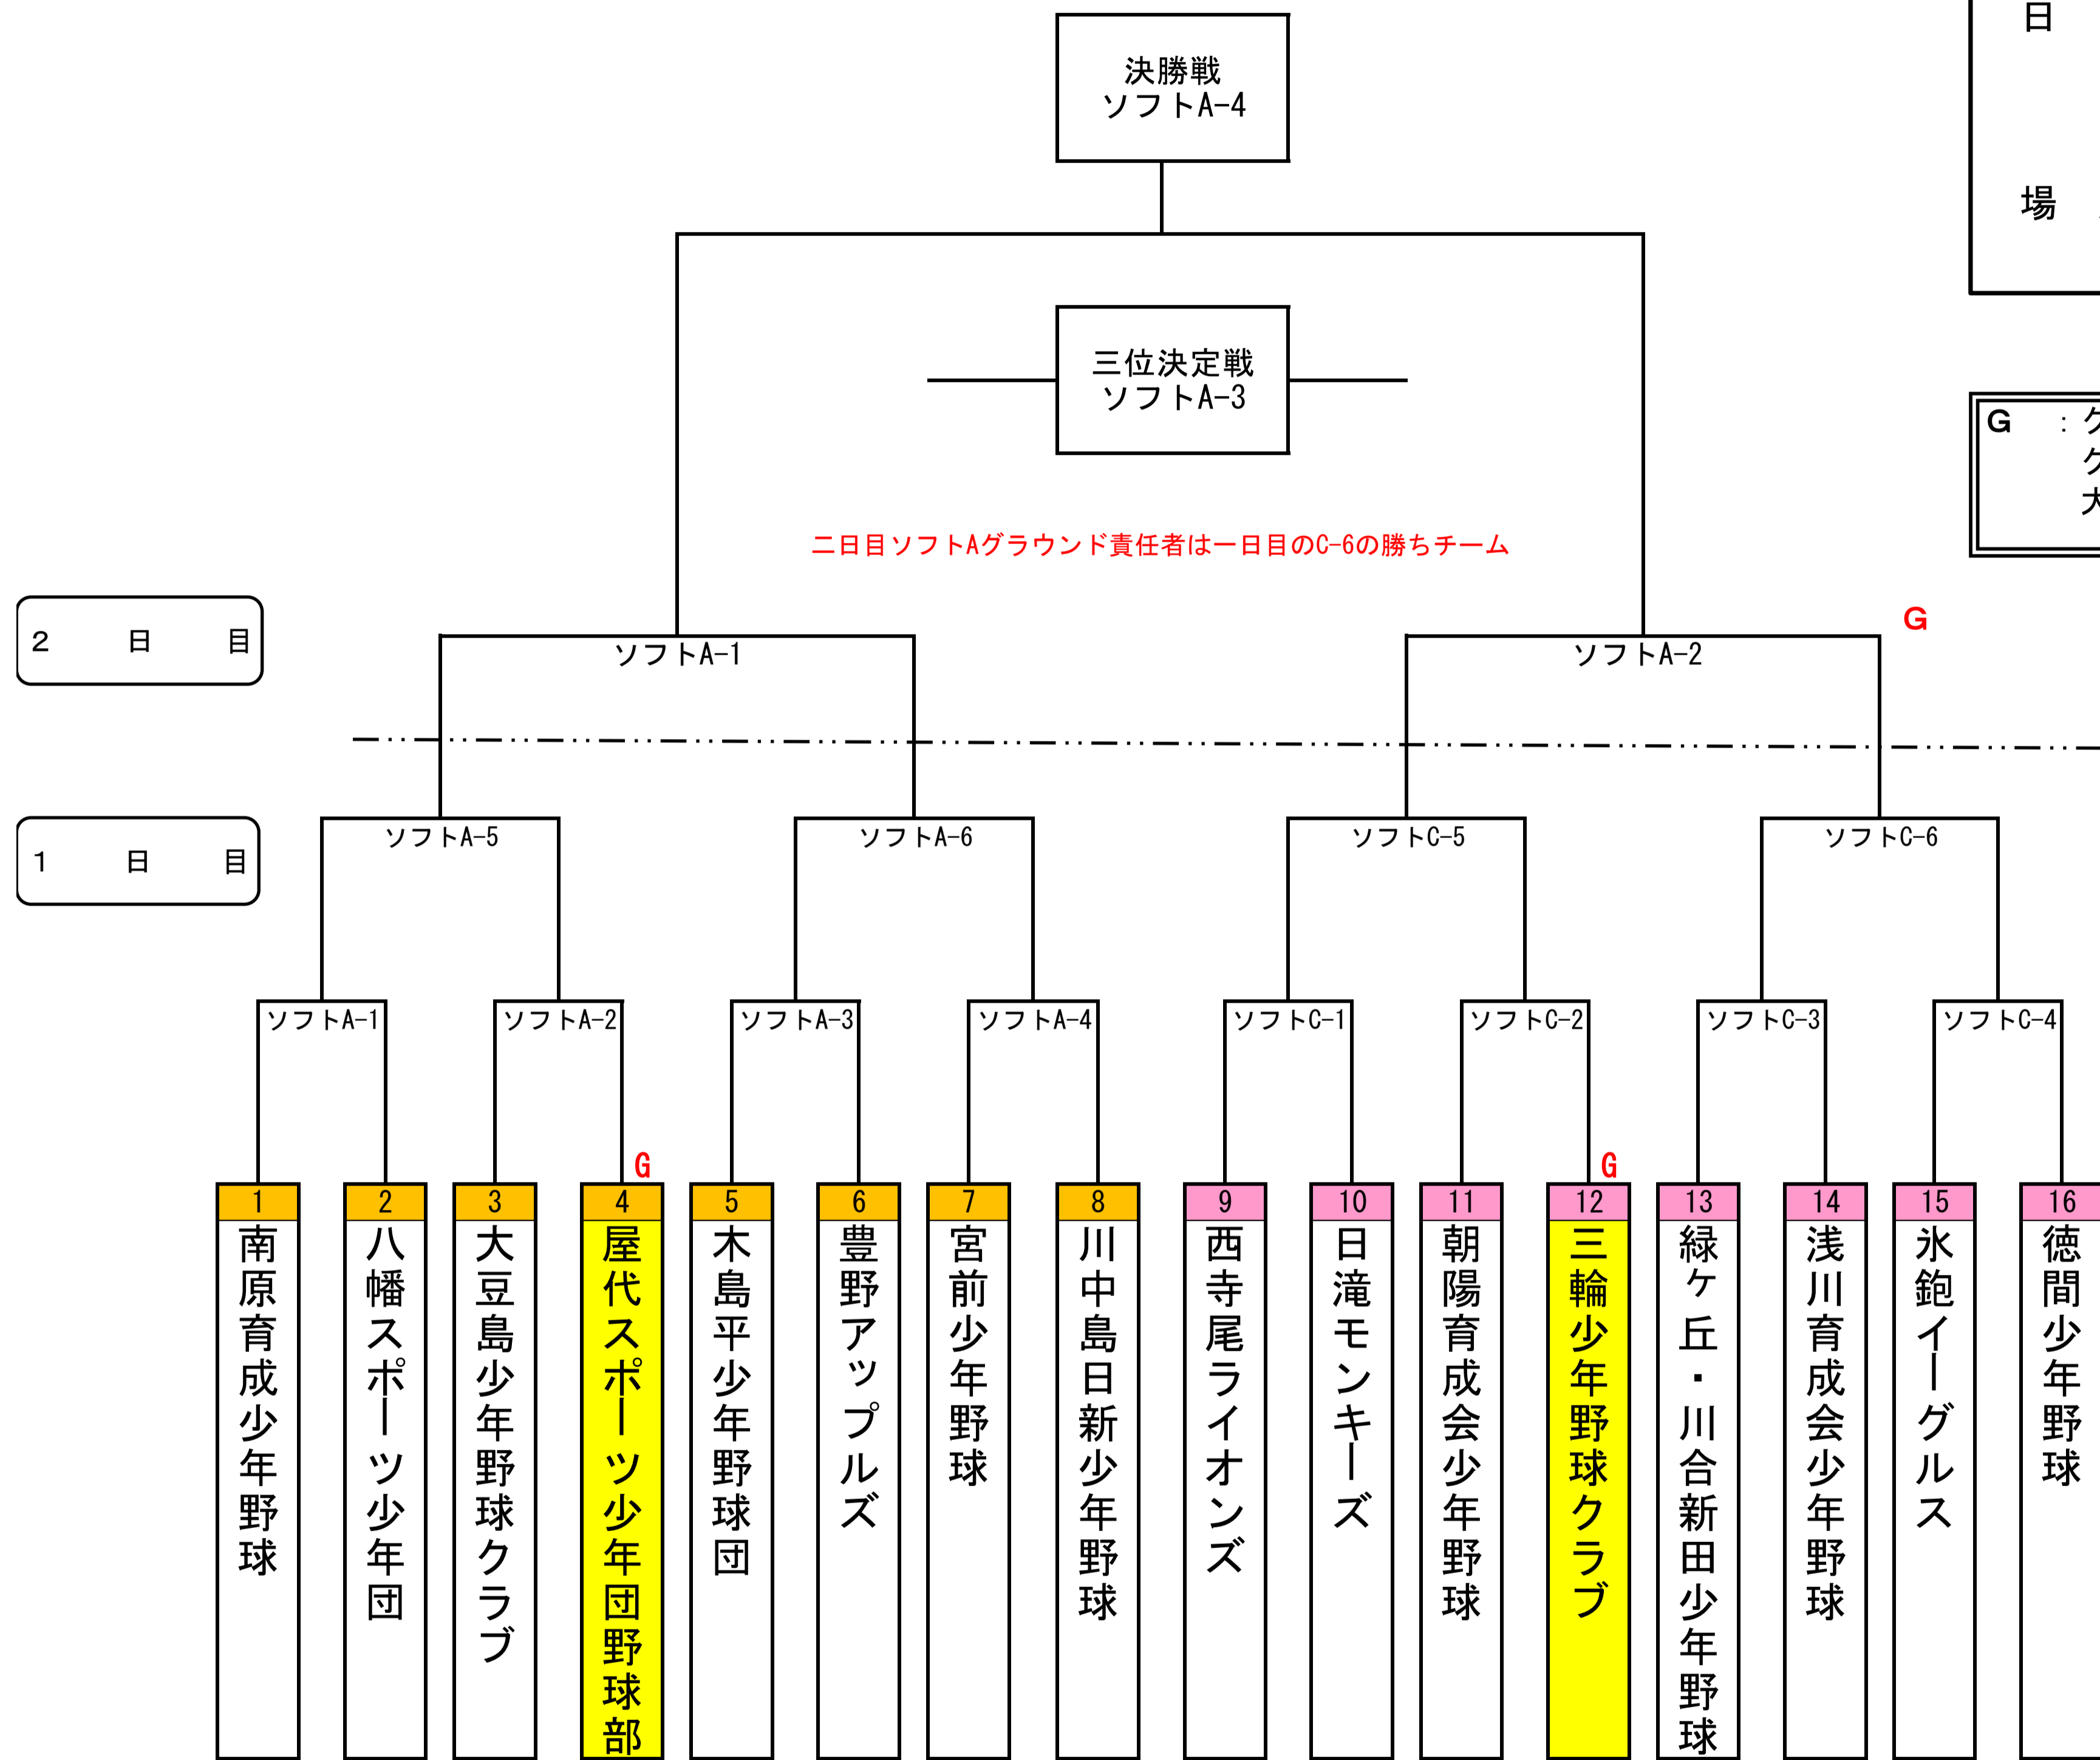 日
決勝戦
ソフトA-4
場
三位決定戦
ソフトA-3
G :
二日目ソフトAグラウンド責任者は一日目のC-6の勝ちチーム
G
2 日 目
ソフトA-1
ソフトA-2
1 日 目
ソフトA-5
ソフトA-6
ソフトC-5
ソフトC-6
ソフトA-1
ソフトA-2
ソフトA-3
ソフトA-4
ソフトC-1
ソフトC-2
ソフトC-3
ソフトC-4
G
G
1
南原育成少年野球
2
八幡スポーツ少年団
3
大豆島少年野球クラブ
4
屋代スポーツ少年団野球部
5
木島平少年野球団
6
豊野アップルズ
7
宮前少年野球
8
川中島日新少年野球
9
西寺尾ライオンズ
10
日滝モンキーズ
11
朝陽育成会少年野球
12
三輪少年野球クラブ
13
緑ケ丘・川合新田少年野球
14
浅川育成会少年野球
15
氷鉋イーグルス
16
徳間少年野球